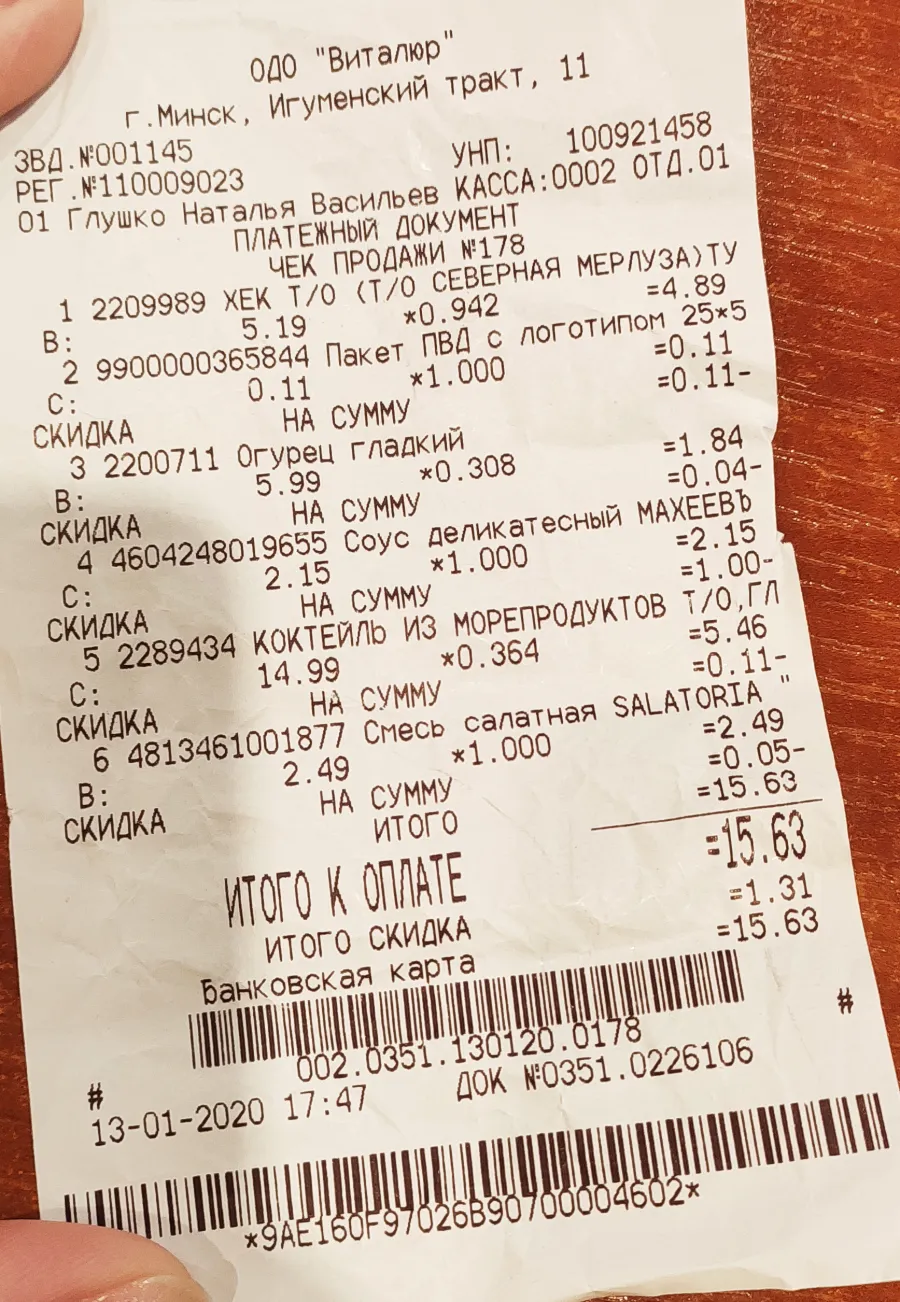 ОДО "Виталюр"
г.Минск, Игуменский тракт, 11
ЗВД.№001145 УНП: 100921458
РЕГ.№110009023 КАССА:0002 ОТД.01
01 Глушко Наталья Васильев
ПЛАТЕЖНЫЙ ДОКУМЕНТ
ЧЕК ПРОДАЖИ №178
1 2209989 ХЕК Т/О (Т/О СЕВЕРНАЯ МЕРЛУЗА)ТУ
В: 5.19 *0.942 =4.89
2 9900000365844 Пакет ПВД с логотипом 25*5
С: 0.11 *1.000 =0.11
СКИДКА НА СУММУ =0.11-
3 2200711 Огурец гладкий
В: 5.99 *0.308 =1.84
СКИДКА НА СУММУ =0.04-
4 4604248019655 Соус деликатесный МАХЕЕВЪ
С: 2.15 *1.000 =2.15
СКИДКА НА СУММУ =1.00-
5 2289434 КОКТЕЙЛЬ ИЗ МОРЕПРОДУКТОВ Т/О,ГЛ
С: 14.99 *0.364 =5.46
СКИДКА НА СУММУ =0.11-
6 4813461001877 Смесь салатная SALATORIA "
В: 2.49 *1.000 =2.49
СКИДКА НА СУММУ =0.05-
ИТОГО =15.63
ИТОГО К ОПЛАТЕ =15.63
ИТОГО СКИДКА =1.31
Банковская карта =15.63
002.0351.130120.0178
# #
13-01-2020 17:47 ДОК №0351.0226106
*9AE160F97026B90700004602*